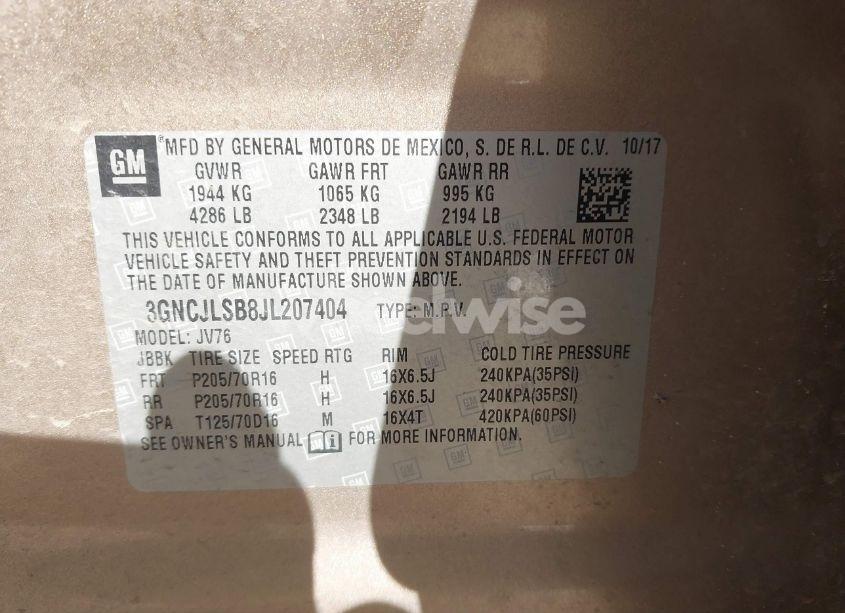 GM
® MFD BY GENERAL MOTORS DE MEXICO, S. DE R.L. DE C.V. 10/17
GVWR GAWR FRT GAWR RR
1944 KG 1065 KG 995 KG
4286 LB 2348 LB 2194 LB
THIS VEHICLE CONFORMS TO ALL APPLICABLE U.S. FEDERAL MOTOR
VEHICLE SAFETY AND THEFT PREVENTION STANDARDS IN EFFECT ON
THE DATE OF MANUFACTURE SHOWN ABOVE.
3GNCJLSB8JL207404 TYPE: M.P.V.
MODEL: JV76
JBBK TIRE SIZE SPEED RTG RIM COLD TIRE PRESSURE
FRT P205/70R16 H 16X6.5J 240KPA(35PSI)
RR P205/70R16 H 16X6.5J 240KPA(35PSI)
SPA T125/70D16 M 16X4T 420KPA(60PSI)
SEE OWNER'S MANUAL FOR MORE INFORMATION.